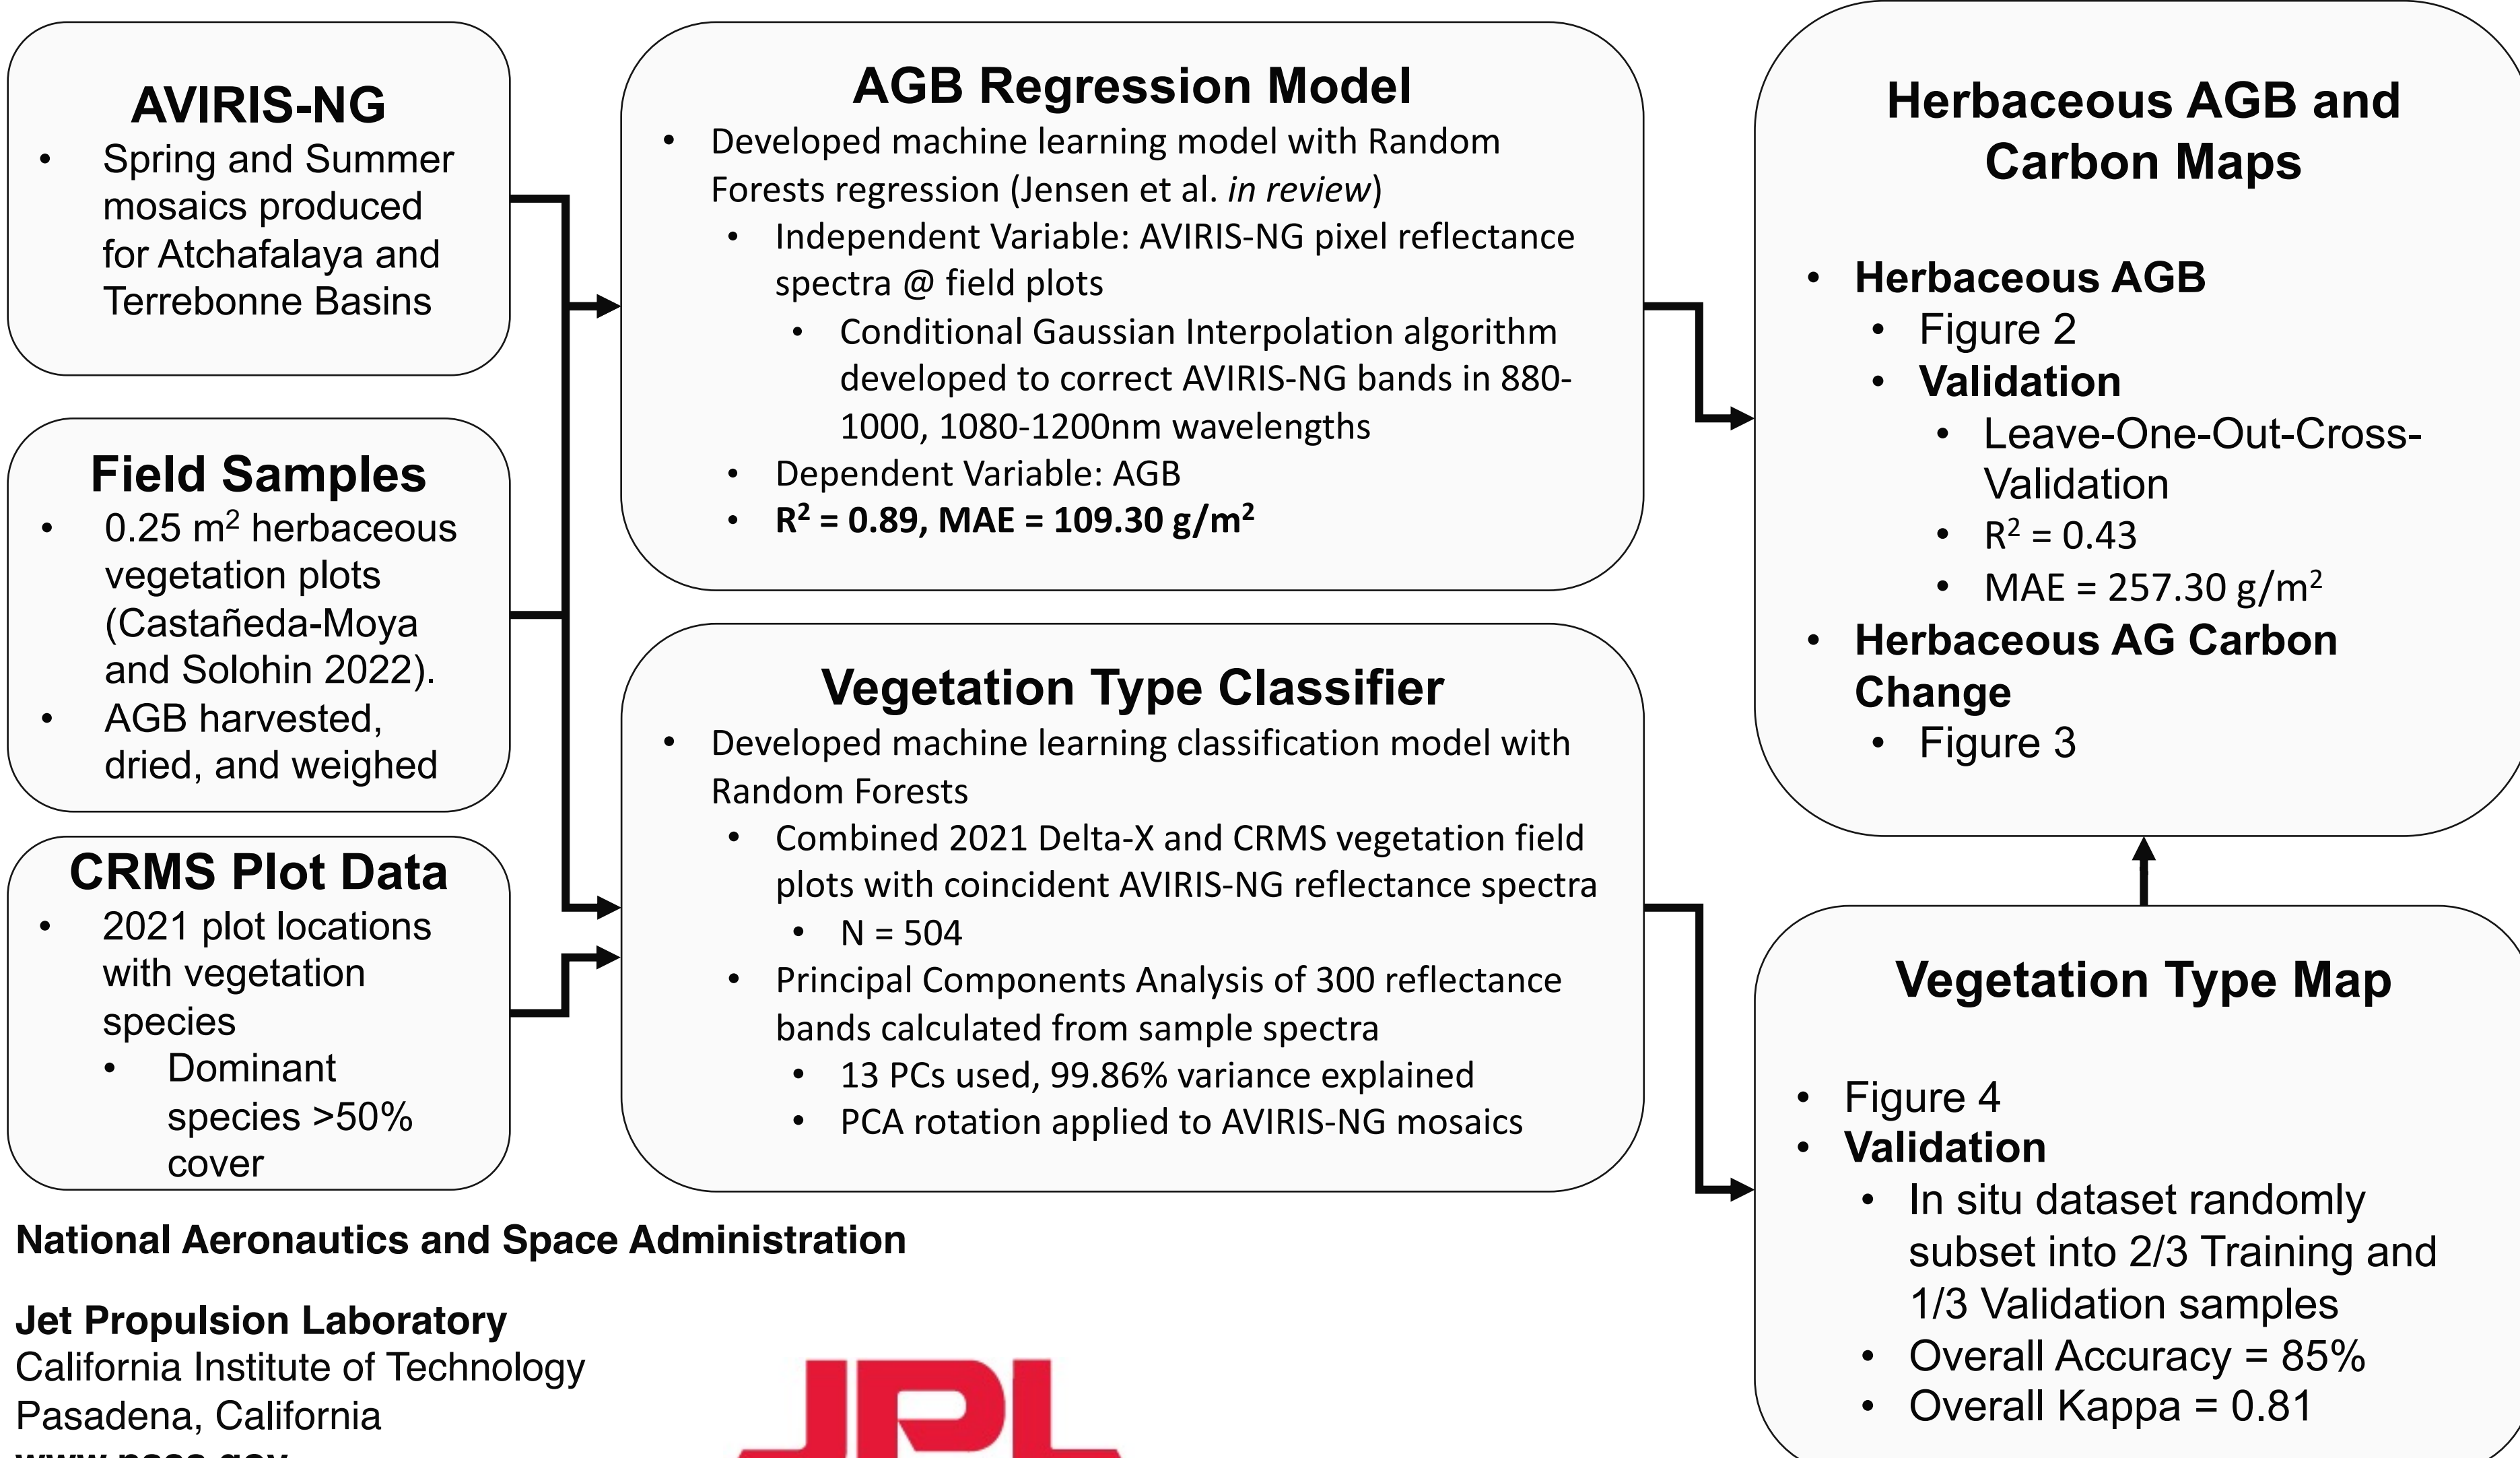 AVIRIS-NG
• Spring and Summer
mosaics produced
for Atchafalaya and
Terrebonne Basins
Field Samples
• 0.25 m² herbaceous
vegetation plots
(Castañeda-Moya
and Solohin 2022).
• AGB harvested,
dried, and weighed
CRMS Plot Data
• 2021 plot locations
with vegetation
species
• Dominant
species >50%
cover
AGB Regression Model
• Developed machine learning model with Random
Forests regression (Jensen et al. in review)
• Independent Variable: AVIRIS-NG pixel reflectance
spectra @ field plots
• Conditional Gaussian Interpolation algorithm
developed to correct AVIRIS-NG bands in 880-
1000, 1080-1200nm wavelengths
• Dependent Variable: AGB
• R² = 0.89, MAE = 109.30 g/m²
Vegetation Type Classifier
• Developed machine learning classification model with
Random Forests
• Combined 2021 Delta-X and CRMS vegetation field
plots with coincident AVIRIS-NG reflectance spectra
• N = 504
• Principal Components Analysis of 300 reflectance
bands calculated from sample spectra
• 13 PCs used, 99.86% variance explained
• PCA rotation applied to AVIRIS-NG mosaics
Herbaceous AGB and
Carbon Maps
• Herbaceous AGB
• Figure 2
• Validation
• Leave-One-Out-Cross-
Validation
• R² = 0.43
• MAE = 257.30 g/m²
• Herbaceous AG Carbon
Change
• Figure 3
Vegetation Type Map
• Figure 4
• Validation
• In situ dataset randomly
subset into 2/3 Training and
1/3 Validation samples
• Overall Accuracy = 85%
• Overall Kappa = 0.81
National Aeronautics and Space Administration
Jet Propulsion Laboratory
California Institute of Technology
Pasadena, California
www.nasa.gov
JPL